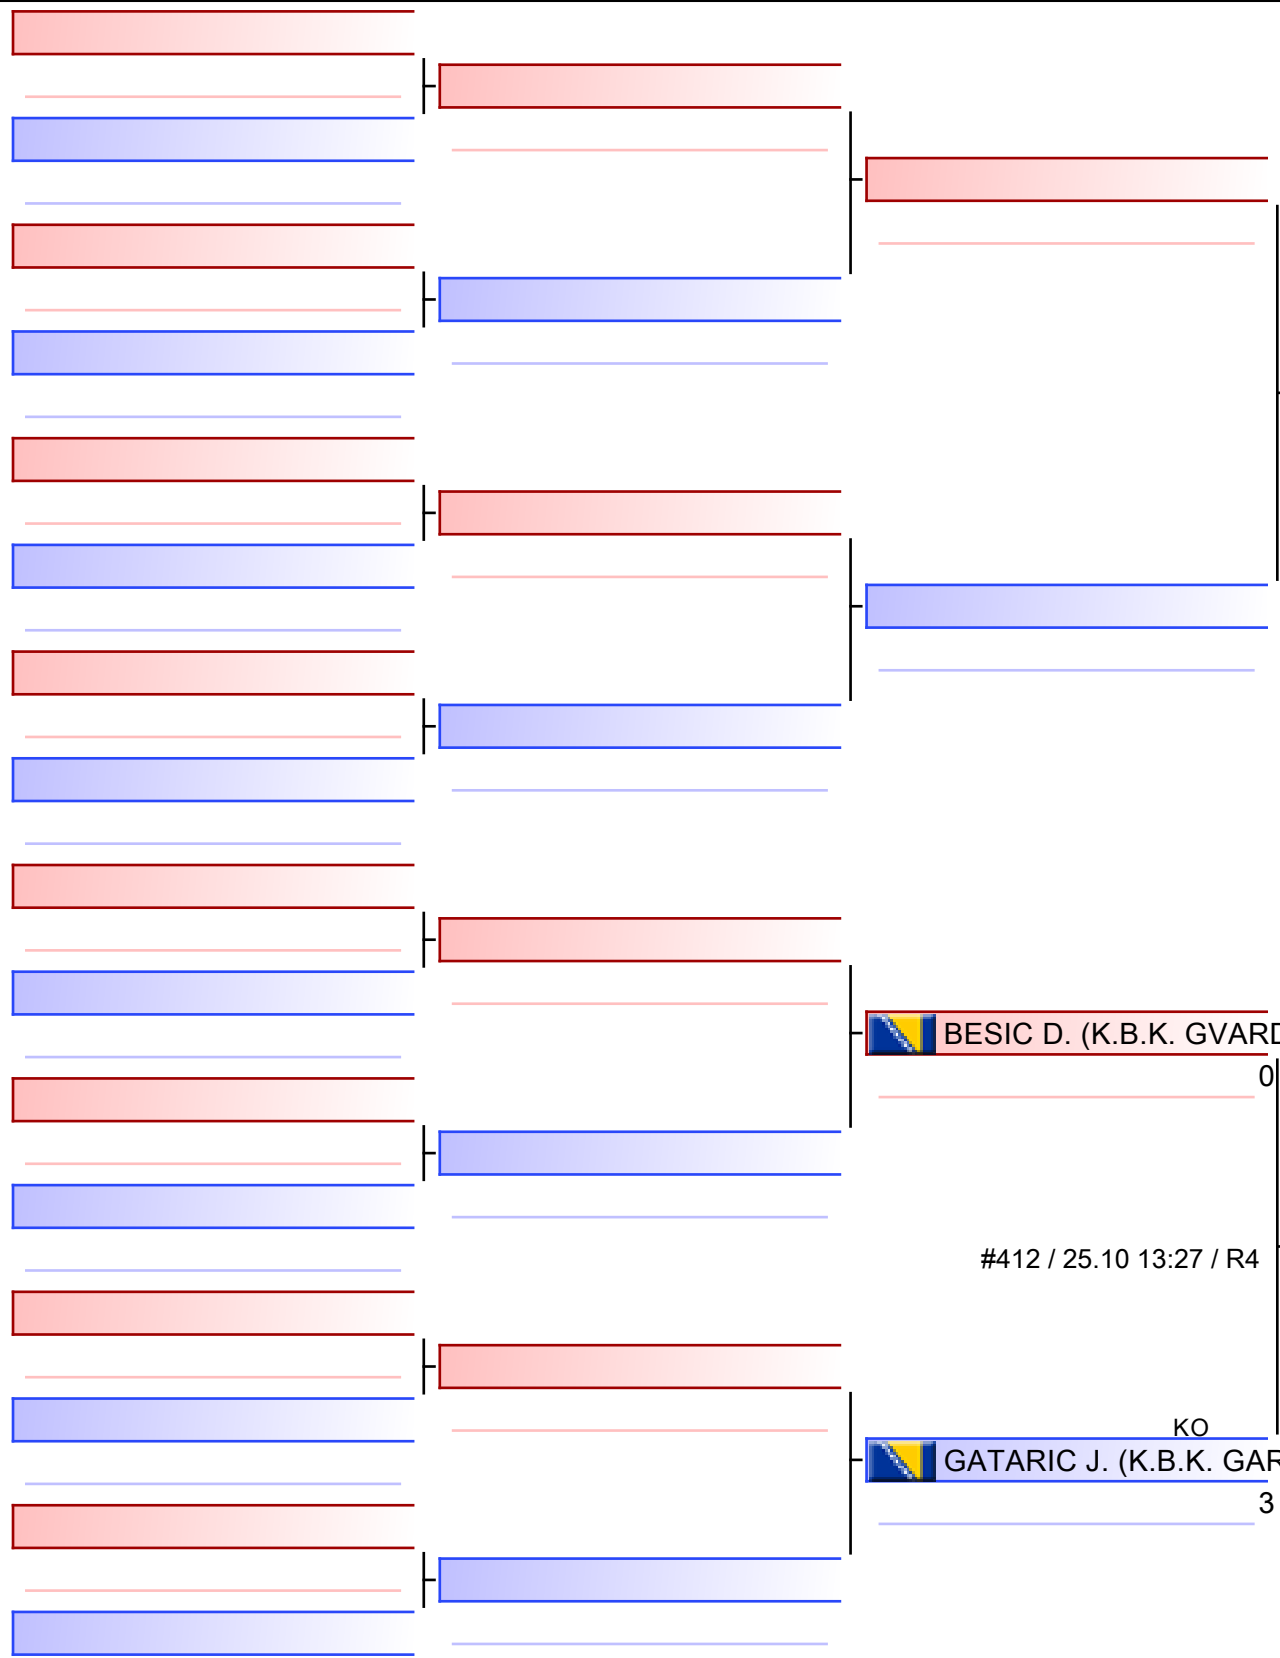 BESIC D. (K.B.K. GVARD
0
#412 / 25.10 13:27 / R4
KO
GATARIC J. (K.B.K. GAR
3